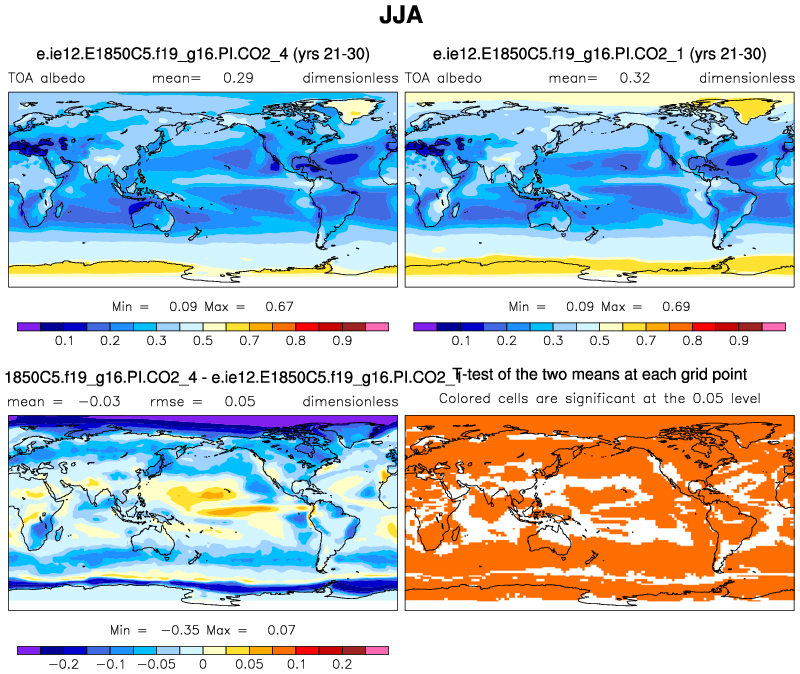 JJA
e.ie12.E1850C5.f19_g16.PI.CO2_4 (yrs 21-30)
TOA albedo mean= 0.29 dimensionless
Min = 0.09 Max = 0.67
0.1 0.2 0.3 0.5 0.7 0.8 0.9
e.ie12.E1850C5.f19_g16.PI.CO2_1 (yrs 21-30)
TOA albedo mean= 0.32 dimensionless
Min = 0.09 Max = 0.69
0.1 0.2 0.3 0.5 0.7 0.8 0.9
1850C5.f19_g16.PI.CO2_4 - e.ie12.E1850C5.f19_g16.PI.CO2_1
mean = -0.03 rmse = 0.05 dimensionless
Min = -0.35 Max = 0.07
-0.2 -0.1 -0.05 0 0.05 0.1 0.2
T-test of the two means at each grid point
Colored cells are significant at the 0.05 level